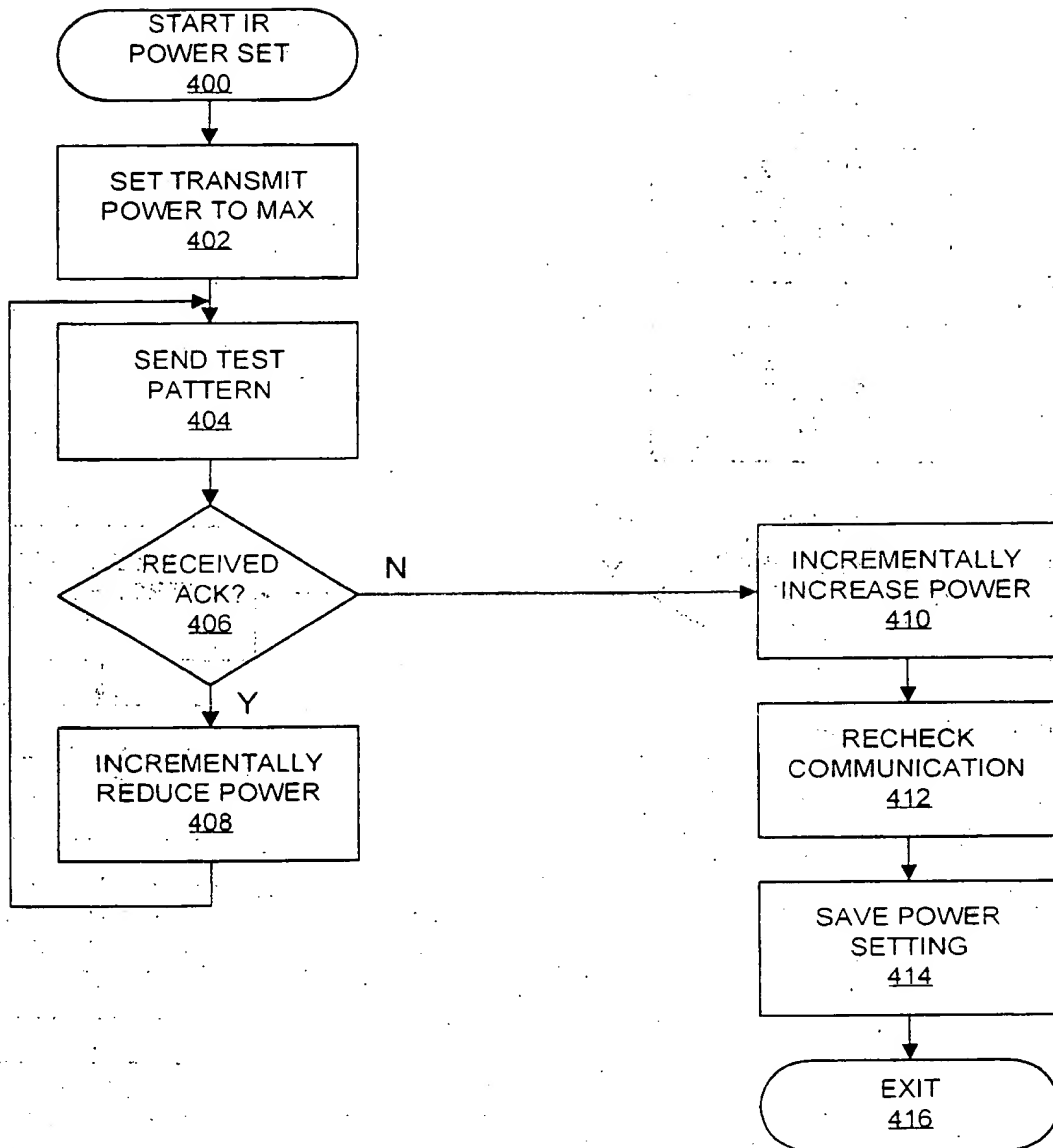 START IR
POWER SET
400
SET TRANSMIT
POWER TO MAX
402
SEND TEST
PATTERN
404
RECEIVED
ACK?
406
N
Y
INCREMENTALLY
REDUCE POWER
408
INCREMENTALLY
INCREASE POWER
410
RECHECK
COMMUNICATION
412
SAVE POWER
SETTING
414
EXIT
416